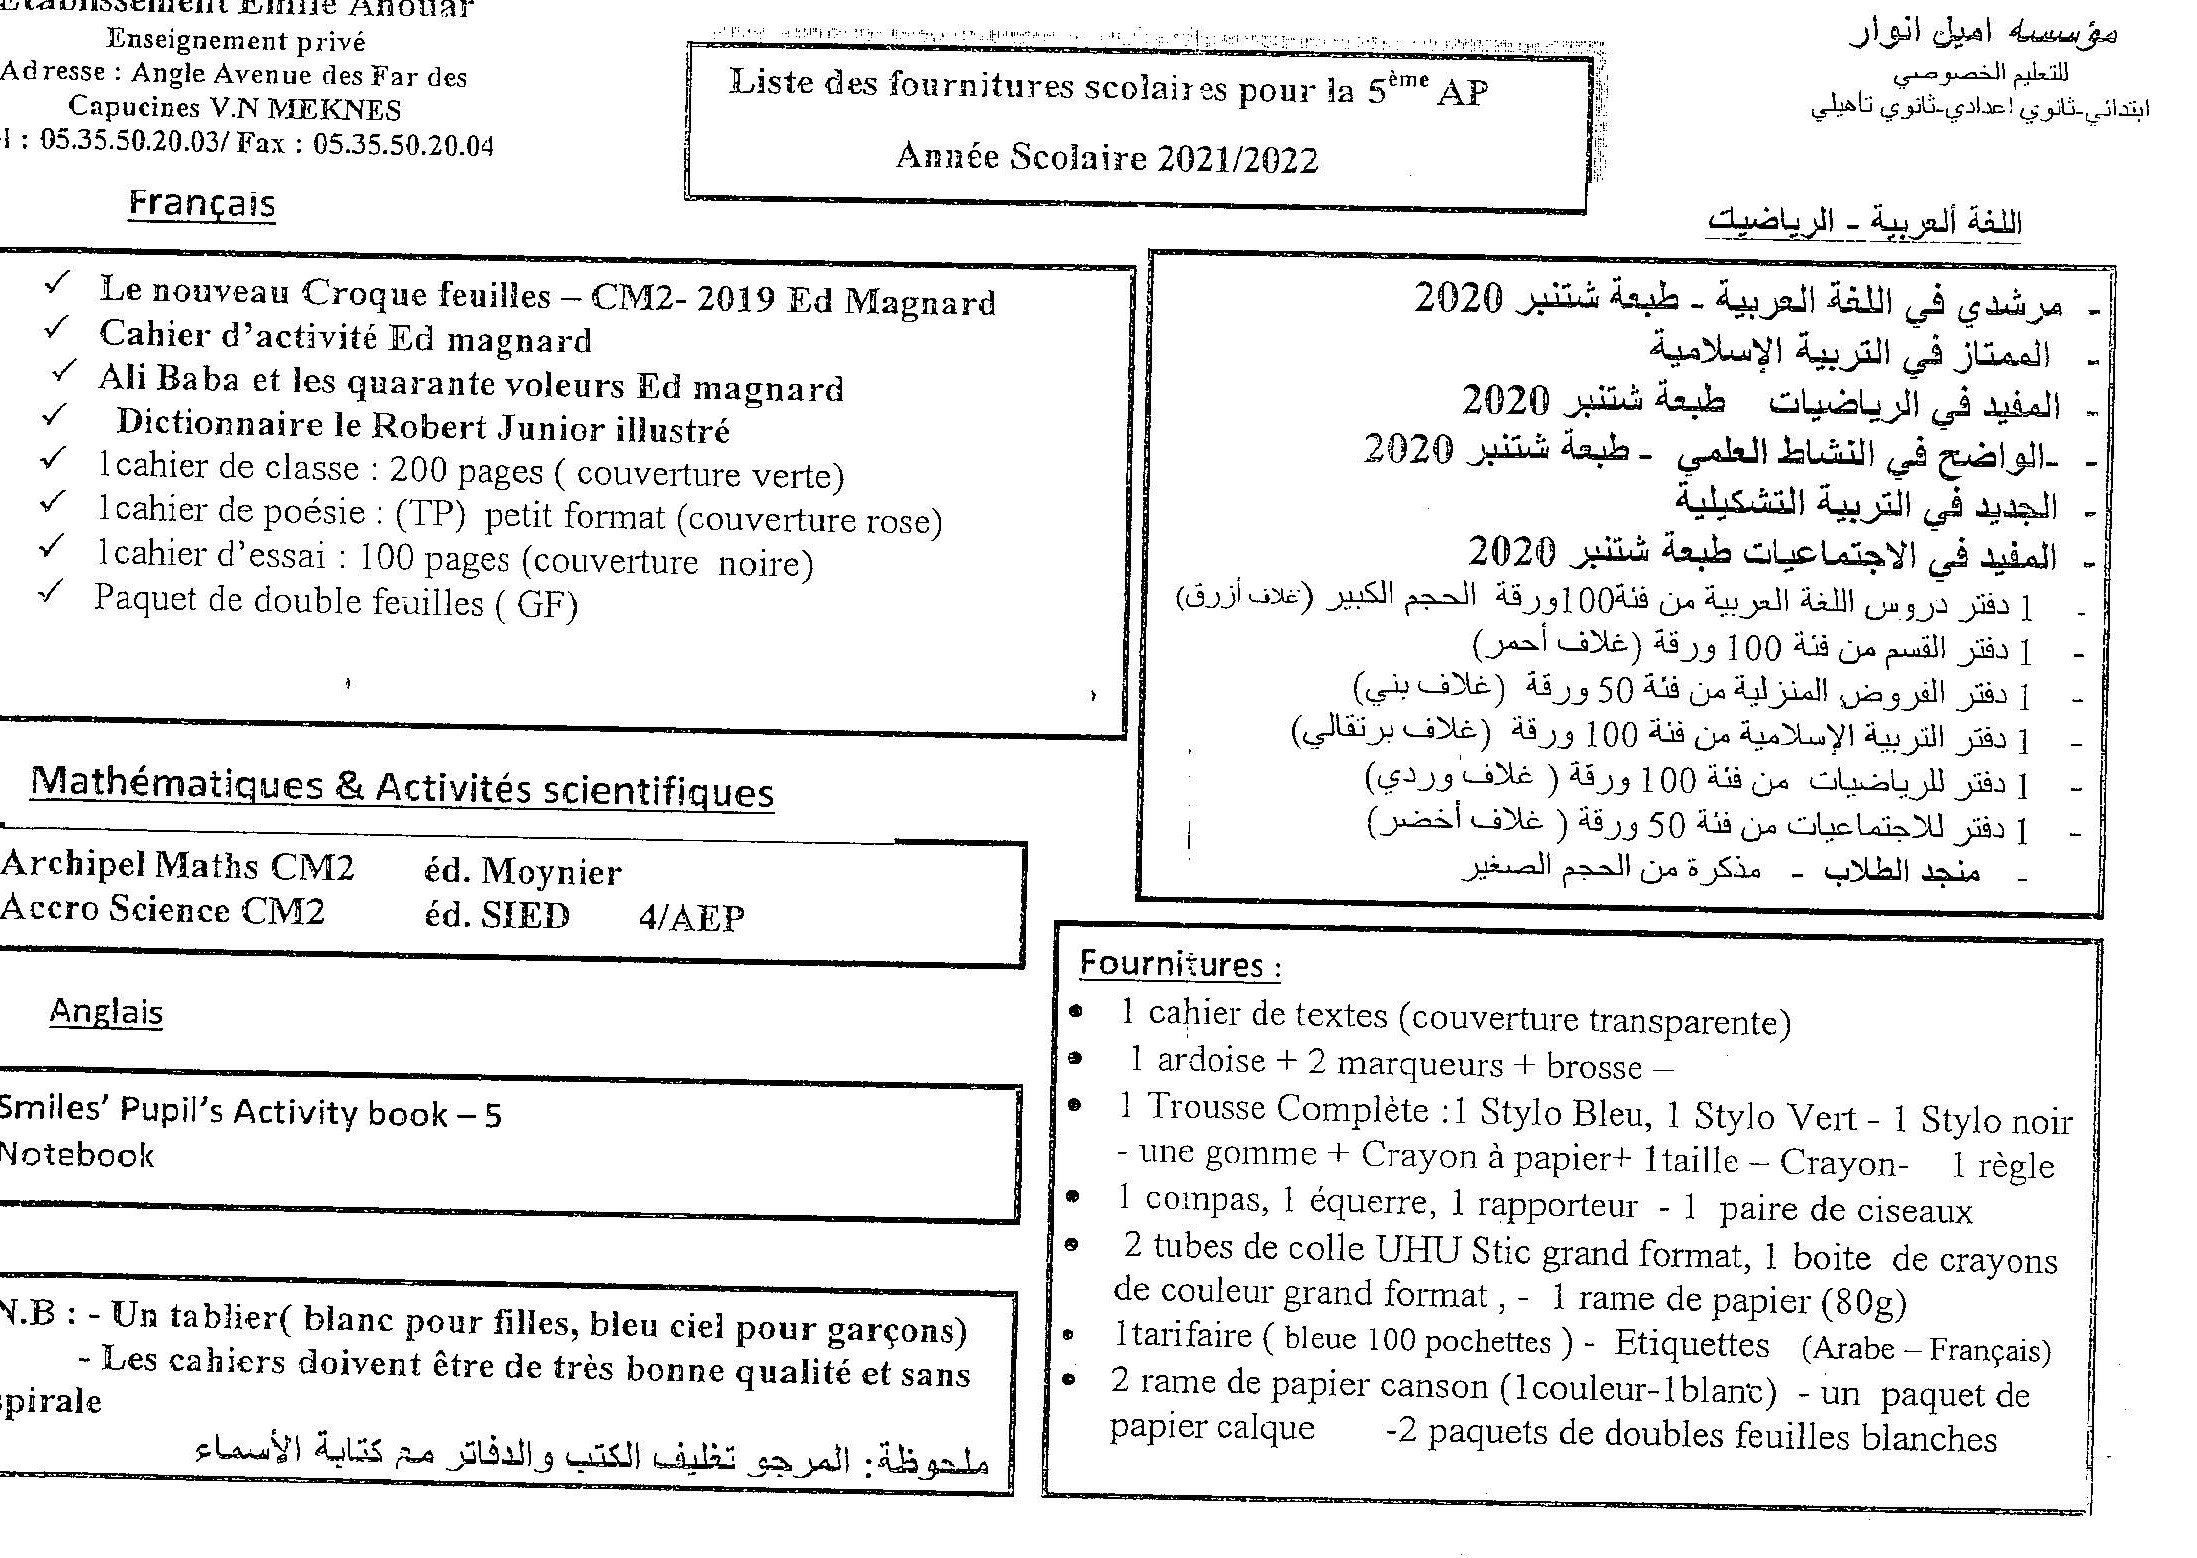 Etablissement Emile Anouar
Enseignement privé
Adresse : Angle Avenue des Far des
Capucines V.N MEKNES
: 05.35.50.20.03/ Fax : 05.35.50.20.04
Liste des fournitures scolaires pour la 5ème AP
Année Scolaire 2021/2022
مؤسسة اميل انوار
للتعليم الخصوصي
ابتدائي-ثانوي اعدادي-ثانوي تاهيلي
Français
✓ Le nouveau Croque feuilles – CM2- 2019 Ed Magnard
✓ Cahier d’activité Ed magnard
✓ Ali Baba et les quarante voleurs Ed magnard
✓ Dictionnaire le Robert Junior illustré
✓ 1cahier de classe : 200 pages ( couverture verte)
✓ 1cahier de poésie : (TP) petit format (couverture rose)
✓ 1cahier d’essai : 100 pages (couverture noire)
✓ Paquet de double feuilles ( GF)
Mathématiques & Activités scientifiques
Archipel Maths CM2 éd. Moynier
Accro Science CM2 éd. SIED 4/AEP
Anglais
Smiles’ Pupil’s Activity book – 5
Notebook
N.B : - Un tablier( blanc pour filles, bleu ciel pour garçons)
- Les cahiers doivent être de très bonne qualité et sans
spirale
ملحوظة: المرجو تغليف الكتب والدفاتر مع كتابة الأسماء
اللغة العربية - الرياضيات
- مرشدي في اللغة العربية - طبعة شتنبر 2020
- الممتاز في التربية الإسلامية
- المفيد في الرياضيات طبعة شتنبر 2020
- -الواضح في النشاط العلمي - طبعة شتنبر 2020
- الجديد في التربية التشكيلية
- المفيد في الاجتماعيات طبعة شتنبر 2020
- 1 دفتر دروس اللغة العربية من فئة100ورقة الحجم الكبير (غلاف أزرق)
- 1 دفتر القسم من فئة 100 ورقة (غلاف أحمر)
- 1 دفتر الفروض المنزلية من فئة 50 ورقة (غلاف بني)
- 1 دفتر التربية الإسلامية من فئة 100 ورقة (غلاف برتقالي)
- 1 دفتر للرياضيات من فئة 100 ورقة ( غلاف وردي)
- 1 دفتر للاجتماعيات من فئة 50 ورقة ( غلاف أخضر)
- منجد الطلاب - مذكرة من الحجم الصغير
Fournitures :
• 1 cahier de textes (couverture transparente)
• 1 ardoise + 2 marqueurs + brosse –
• 1 Trousse Complète :1 Stylo Bleu, 1 Stylo Vert - 1 Stylo noir
- une gomme + Crayon à papier+ 1taille – Crayon- 1 règle
• 1 compas, 1 équerre, 1 rapporteur - 1 paire de ciseaux
• 2 tubes de colle UHU Stic grand format, 1 boite de crayons
de couleur grand format , - 1 rame de papier (80g)
• 1tarifaire ( bleue 100 pochettes ) - Etiquettes (Arabe – Français)
• 2 rame de papier canson (1couleur-1blanc) - un paquet de
papier calque -2 paquets de doubles feuilles blanches